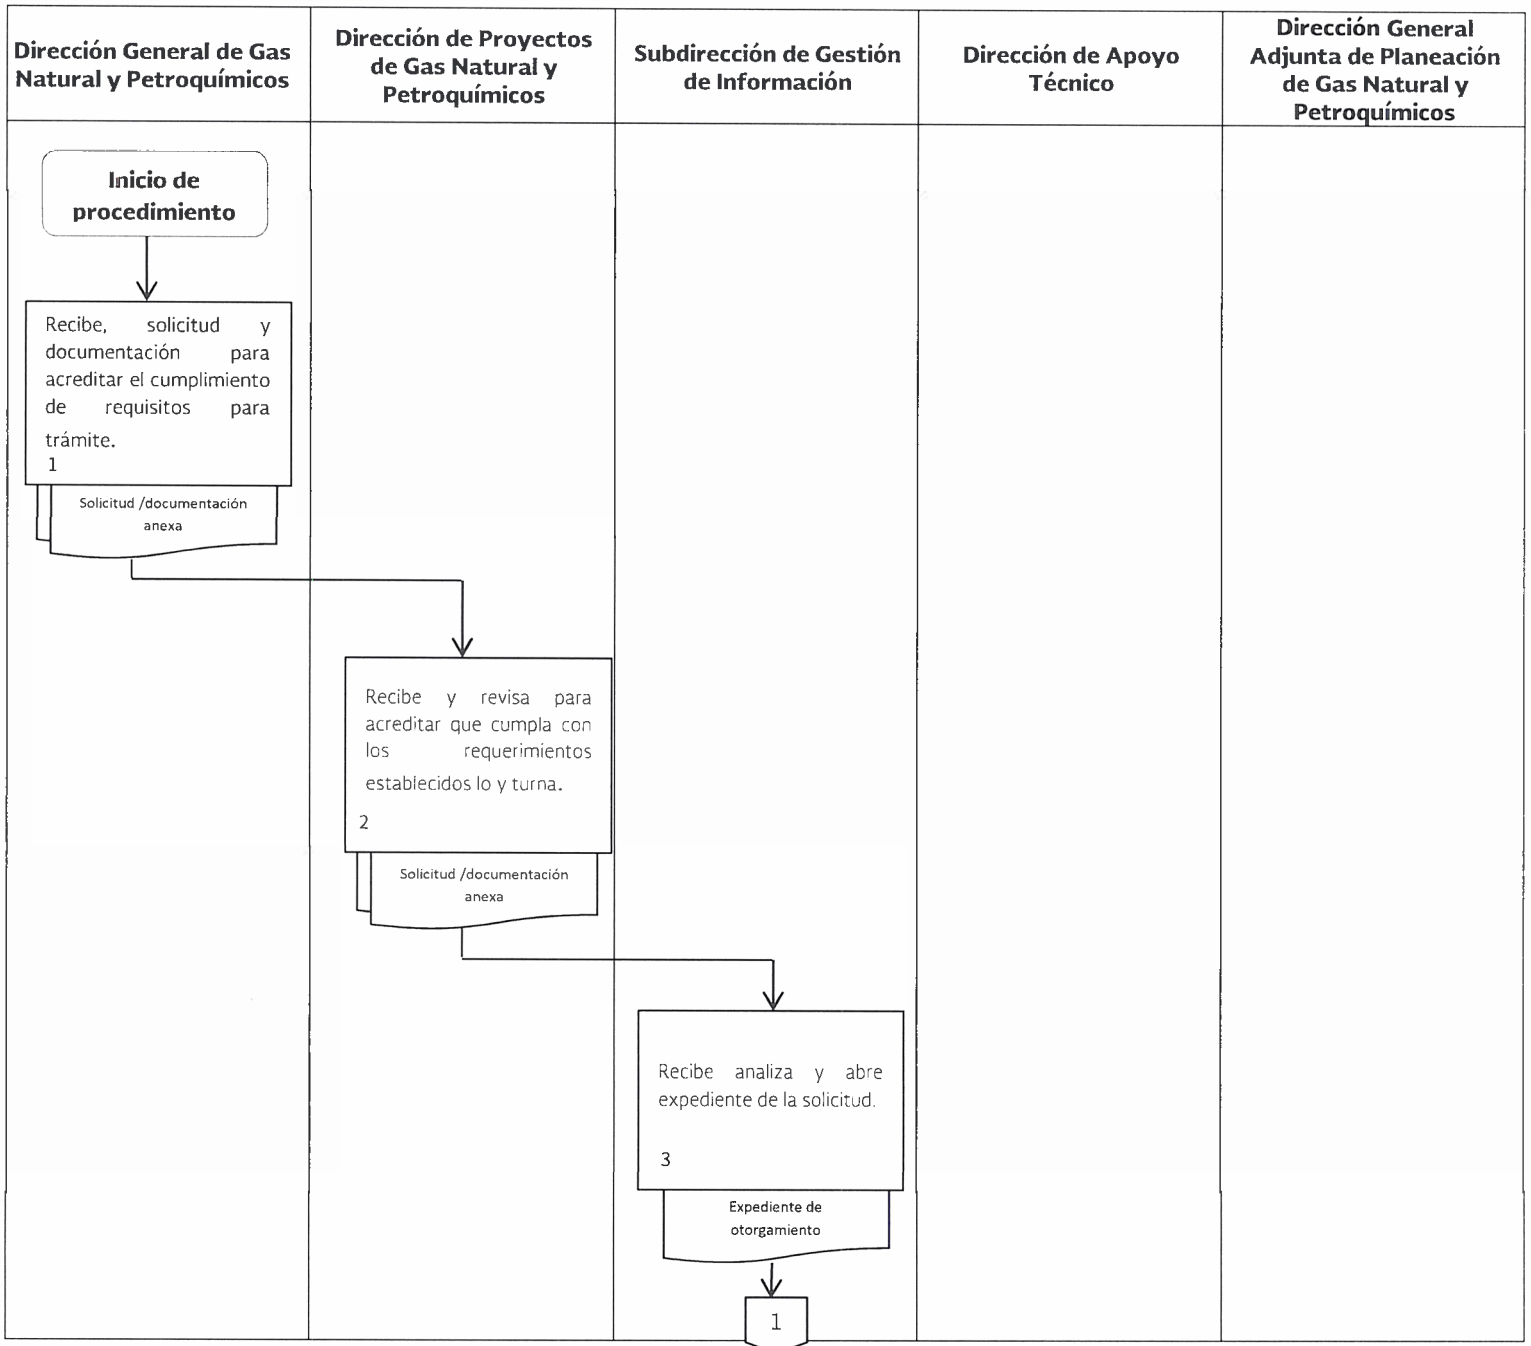 Dirección General de Gas
Natural y Petroquímicos
Dirección de Proyectos
de Gas Natural y
Petroquímicos
Subdirección de Gestión
de Información
Dirección de Apoyo
Técnico
Dirección General
Adjunta de Planeación
de Gas Natural y
Petroquímicos
Inicio de
procedimiento
Recibe, solicitud y
documentación para
acreditar el cumplimiento
de requisitos para
trámite.
1
Solicitud /documentación
anexa
Recibe y revisa para
acreditar que cumpla con
los requerimientos
establecidos lo y turna.
2
Solicitud /documentación
anexa
Recibe analiza y abre
expediente de la solicitud.
3
Expediente de
otorgamiento
1